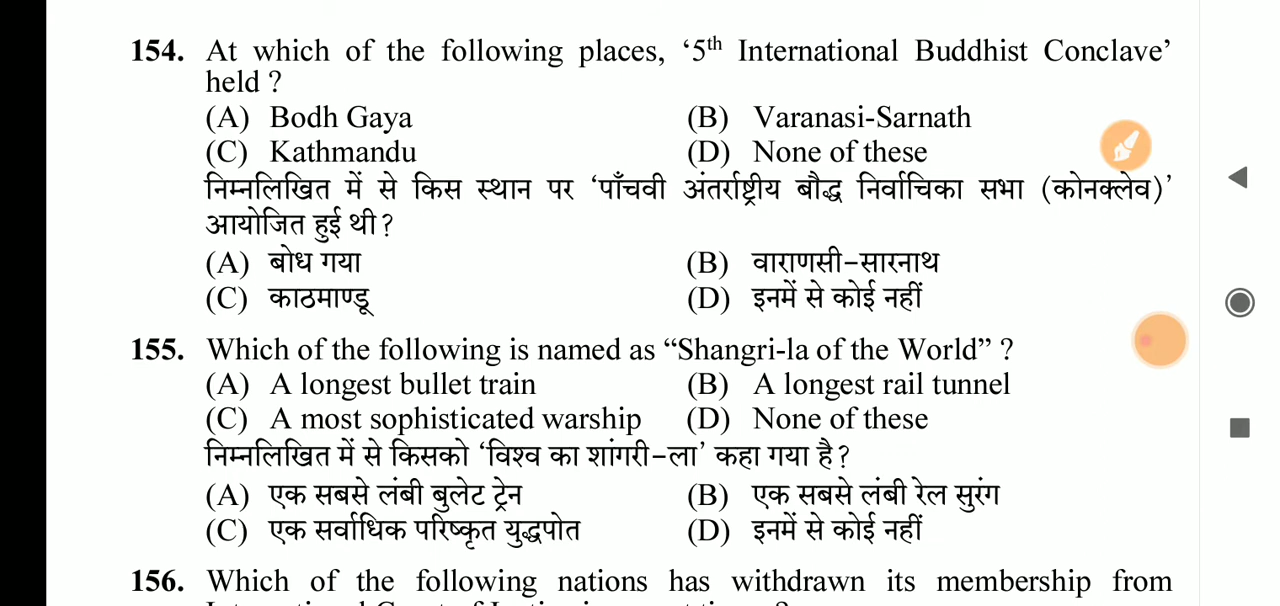 154. At which of the following places, ‘5th International Buddhist Conclave’
held ?
(A) Bodh Gaya (B) Varanasi-Sarnath
(C) Kathmandu (D) None of these
निम्नलिखित में से किस स्थान पर ‘पाँचवी अंतर्राष्ट्रीय बौद्ध निर्वाचिका सभा (कोनक्लेव)’
आयोजित हुई थी ?
(A) बोध गया (B) वाराणसी–सारनाथ
(C) काठमाण्डू (D) इनमें से कोई नहीं
155. Which of the following is named as “Shangri-la of the World” ?
(A) A longest bullet train (B) A longest rail tunnel
(C) A most sophisticated warship (D) None of these
निम्नलिखित में से किसको ‘विश्व का शांगरी–ला’ कहा गया है ?
(A) एक सबसे लंबी बुलेट ट्रेन (B) एक सबसे लंबी रेल सुरंग
(C) एक सर्वाधिक परिष्कृत युद्धपोत (D) इनमें से कोई नहीं
156. Which of the following nations has withdrawn its membership from